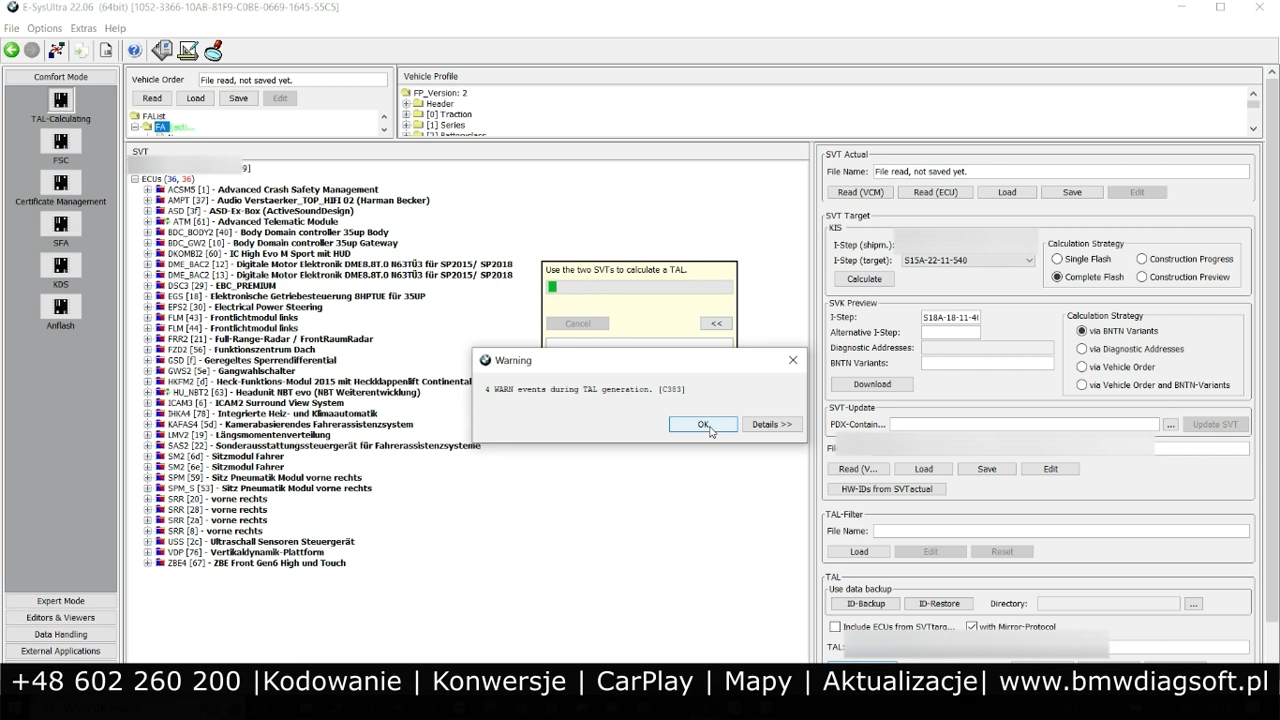 E-SysUltra 22.06 (64bit) [1052-3366-10AB-81F9-C0BE-0669-1645-55C5]
File Options Extras Help
Comfort Mode
TAL-Calculating
FSC
Certificate Management
SFA
KDS
Anflash
Expert Mode
Editors & Viewers
Data Handling
External Applications
Vehicle Order File read, not saved yet.
Read Load Save Edit
FAList
FA
Vehicle Profile
FP_Version: 2
Header
[0] Traction
[1] Series
SVT
ECUs (36, 36)
ACSM5 [1] - Advanced Crash Safety Management
AMPT [37] - Audio Verstaerker_TOP_HIFI 02 (Harman Becker)
ASD [3f] - ASD-Ex-Box (ActiveSoundDesign)
ATM [61] - Advanced Telematic Module
BDC_BODY2 [40] - Body Domain controller 35up Body
BDC_GW2 [10] - Body Domain controller 35up Gateway
DKOMBI2 [60] - IC High Evo M Sport mit HUD
DME_BAC2 [12] - Digitale Motor Elektronik DME8.8T.0 N63TÜ3 für SP2015/ SP2018
DME_BAC2 [13] - Digitale Motor Elektronik DME8.8T.0 N63TÜ3 für SP2015/ SP2018
DSC3 [29] - EBC_PREMIUM
EGS [18] - Elektronische Getriebesteuerung 8HPTUE für 35UP
EPS2 [30] - Electrical Power Steering
FLM [43] - Frontlichtmodul links
FLM [44] - Frontlichtmodul links
FRR2 [21] - Full-Range-Radar / FrontRaumRadar
FZD2 [56] - Funktionszentrum Dach
GSD [f] - Geregeltes Sperrendifferential
GWS2 [5e] - Gangwahlschalter
HKFM2 [d] - Heck-Funktions-Modul 2015 mit Heckklappenlift Continental
HU_NBT2 [63] - Headunit NBT evo (NBT Weiterentwicklung)
ICAM3 [6] - ICAM2 Surround View System
IHKA4 [78] - Integrierte Heiz- und Klimaautomatik
KAFAS4 [5d] - Kamerabasierendes Fahrerassistenzsystem
LMV2 [19] - Längsmomentenverteilung
SAS2 [22] - Sonderausstattungssteuergerät für Fahrerassistenzsysteme
SM2 [6d] - Sitzmodul Fahrer
SM2 [6e] - Sitzmodul Fahrer
SPM [59] - Sitz Pneumatik Modul vorne rechts
SPM_S [53] - Sitz Pneumatik Modul vorne rechts
SRR [20] - vorne rechts
SRR [28] - vorne rechts
SRR [2a] - vorne rechts
SRR [8] - vorne rechts
USS [2c] - Ultraschall Sensoren Steuergerät
VDP [76] - Vertikaldynamik-Plattform
ZBE4 [67] - ZBE Front Gen6 High und Touch
Use the two SVTs to calculate a TAL.
Cancel <<
Warning
4 WARN events during TAL generation. [C383]
OK Details >>
SVT Actual
File Name: File read, not saved yet.
Read (VCM) Read (ECU) Load Save Edit
SVT Target
KIS
I-Step (shipm.):
I-Step (target): S15A-22-11-540
Calculate
Calculation Strategy
Single Flash Construction Progress
Complete Flash Construction Preview
SVK Preview
I-Step: S18A-18-11-4
Alternative I-Step:
Diagnostic Addresses:
BNTN Variants:
Download
Calculation Strategy
via BNTN Variants
via Diagnostic Addresses
via Vehicle Order
via Vehicle Order and BNTN-Variants
SVT-Update
PDX-Contain... ... Update SVT
Read (V... Load Save Edit
HW-IDs from SVTactual
TAL-Filter
File Name:
Load Edit Reset
TAL
Use data backup
ID-Backup ID-Restore Directory: ...
Include ECUs from SVTtarg... with Mirror-Protocol
TAL:
+48 602 260 200 |Kodowanie | Konwersje | CarPlay | Mapy | Aktualizacje| www.bmwdiagsoft.pl